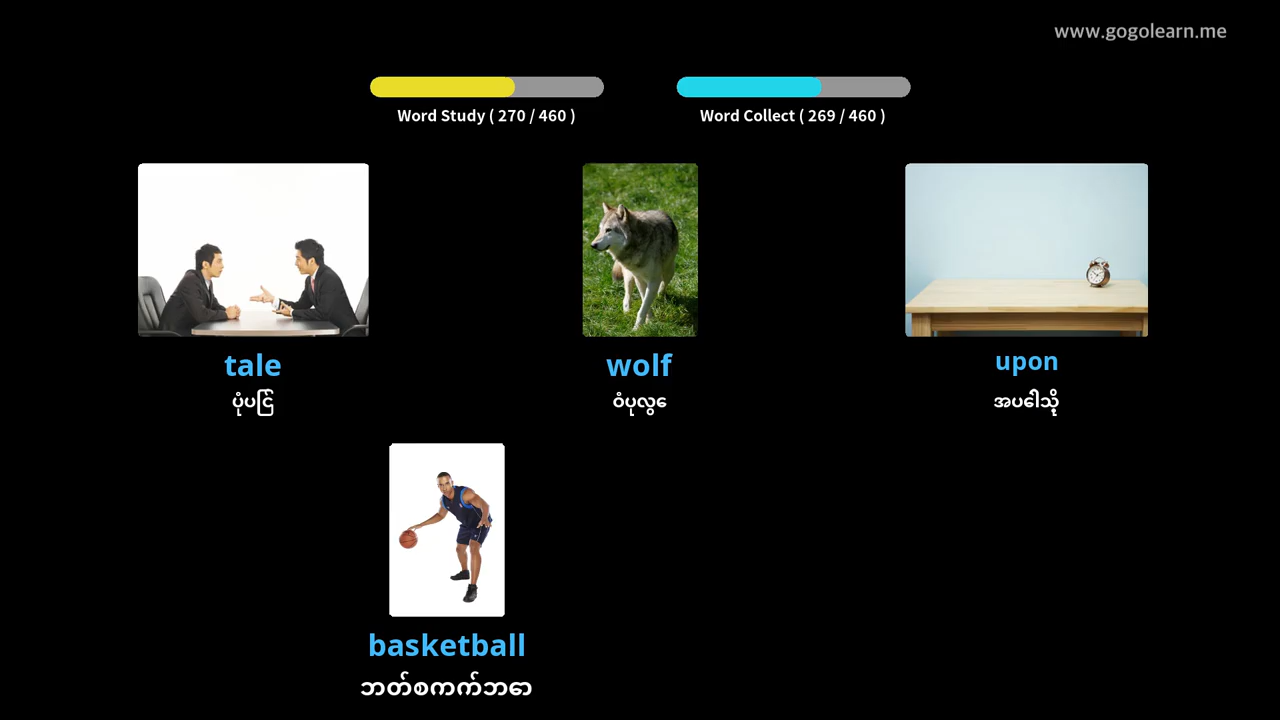 www.gogolearn.me
Word Study ( 270 / 460 )
Word Collect ( 269 / 460 )
tale
wolf
upon
ပုံပငြ်
ဝံပုလွေ
အပေါ်သို့
basketball
ဘတ်စကက်ဘော